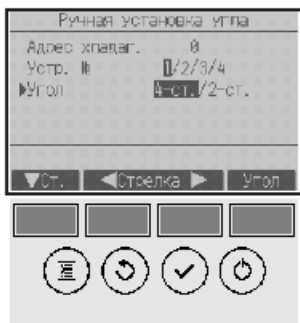 Ручная установка угла
Адрес хладаг. 0
Устр. № 1/2/3/4
▶Угол 4-ст./2-ст.
▼Ст. ◀Стрелка▶ Угол